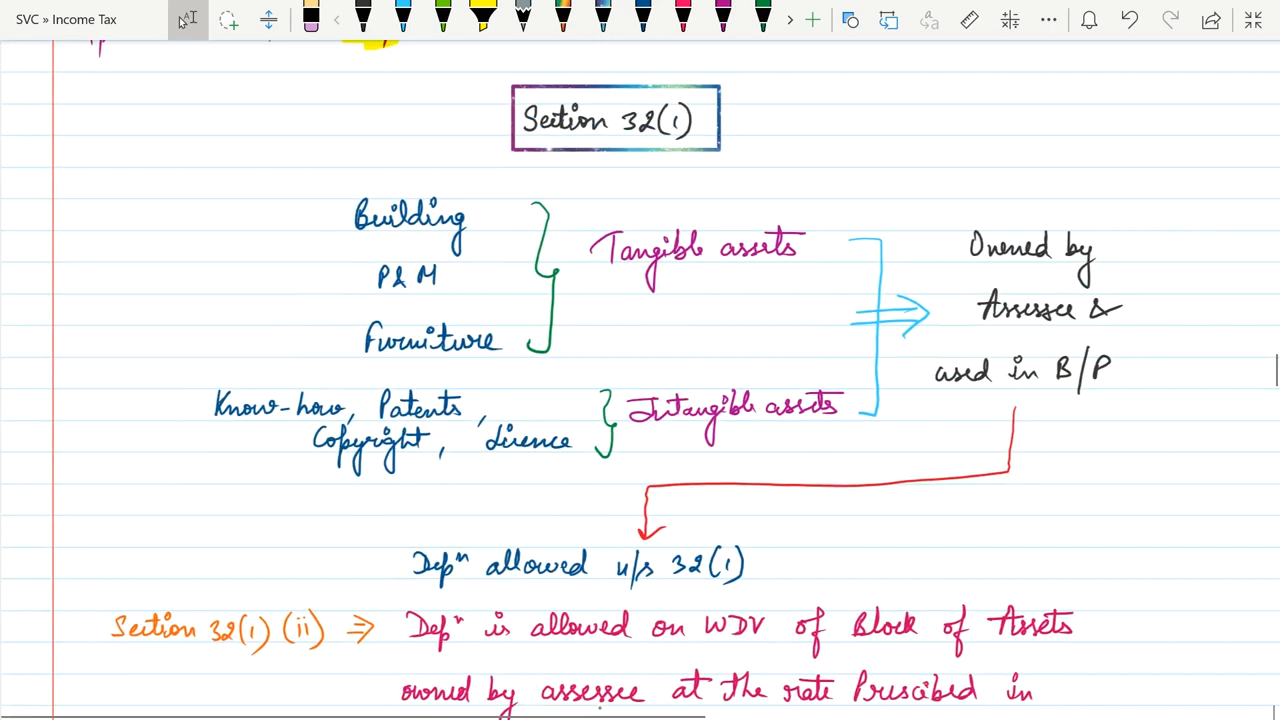 SVC » Income Tax
Section 32(1)
Building
P & M
Furniture
Tangible assets
Know-how, Patents,
Copyright, Licence
Intangible assets
Owned by
Assessee &
used in B/P
Depn allowed u/s 32(1)
Section 32(1) (ii) ⇒ Depn is allowed on WDV of Block of Assets
owned by assessee at the rate Prescibed in